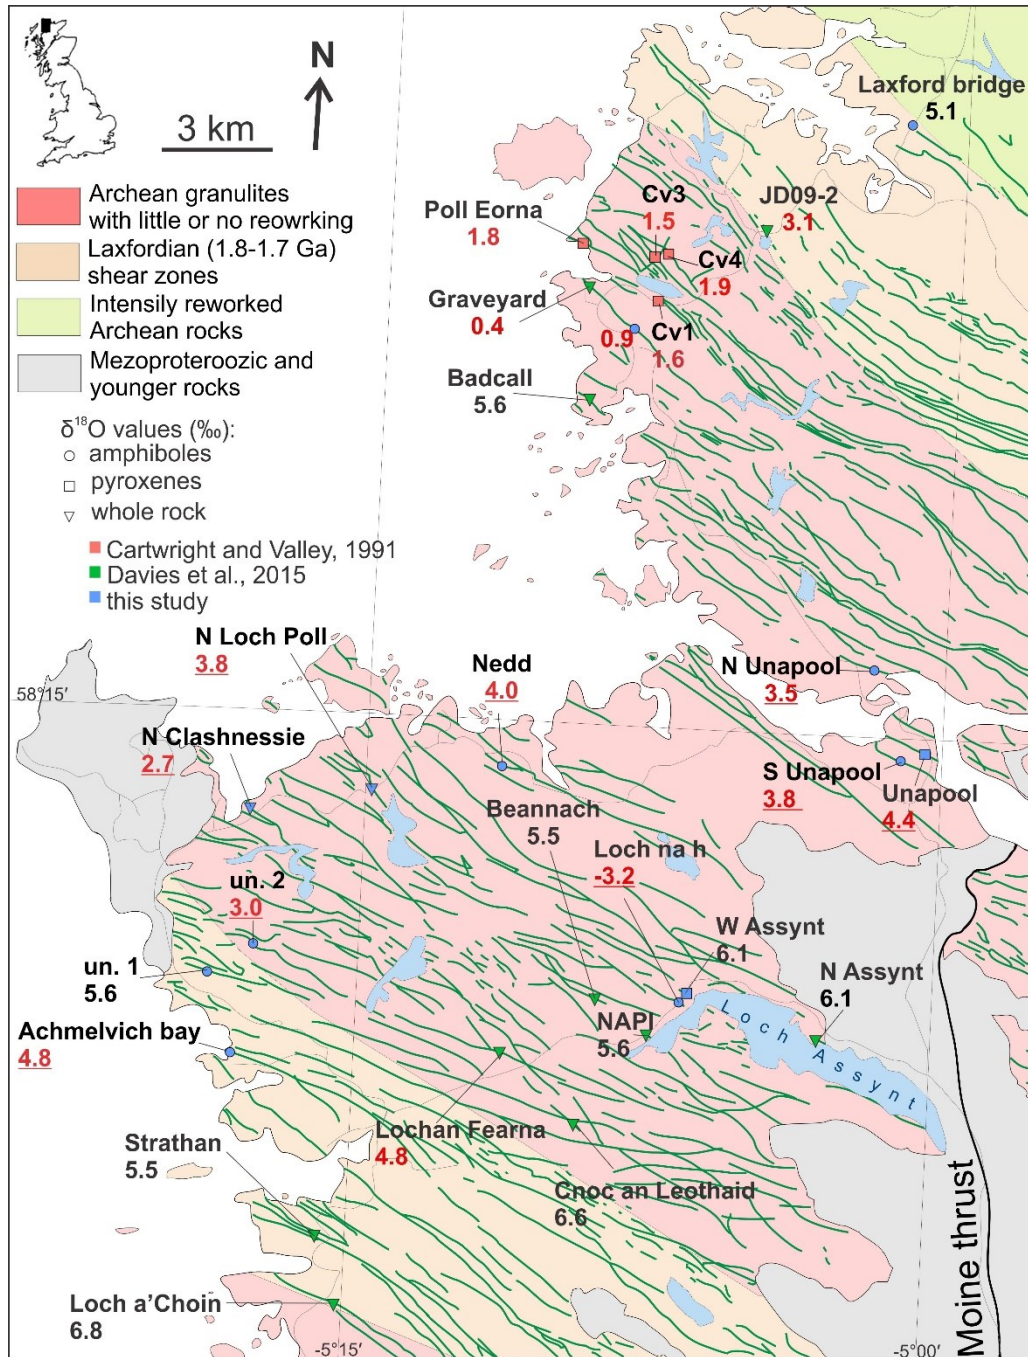 N
3 km
Laxford bridge
5.1
Archean granulites
with little or no reowrking
Laxfordian (1.8-1.7 Ga)
shear zones
Intensily reworked
Archean rocks
Mezoproteroozic and
younger rocks
δ¹⁸O values (‰):
amphiboles
pyroxenes
whole rock
Cartwright and Valley, 1991
Davies et al., 2015
this study
Cv3
1.5
JD09-2
3.1
Poll Eorna
1.8
Cv4
1.9
Graveyard
0.4
0.9
Cv1
1.6
Badcall
5.6
N Loch Poll
3.8
Nedd
4.0
N Unapool
3.5
58°15'
N Clashnessie
2.7
S Unapool
3.8
Unapool
4.4
Beannach
5.5
Loch na h
-3.2
un. 2
3.0
W Assynt
6.1
un. 1
5.6
N Assynt
6.1
Achmelvich bay
4.8
NAPI
5.6
Loch Assynt
Lochan Fearna
4.8
Strathan
5.5
Cnoc an Leothaid
6.6
Moine thrust
Loch a'Choin
6.8
-5°15'
-5°00'